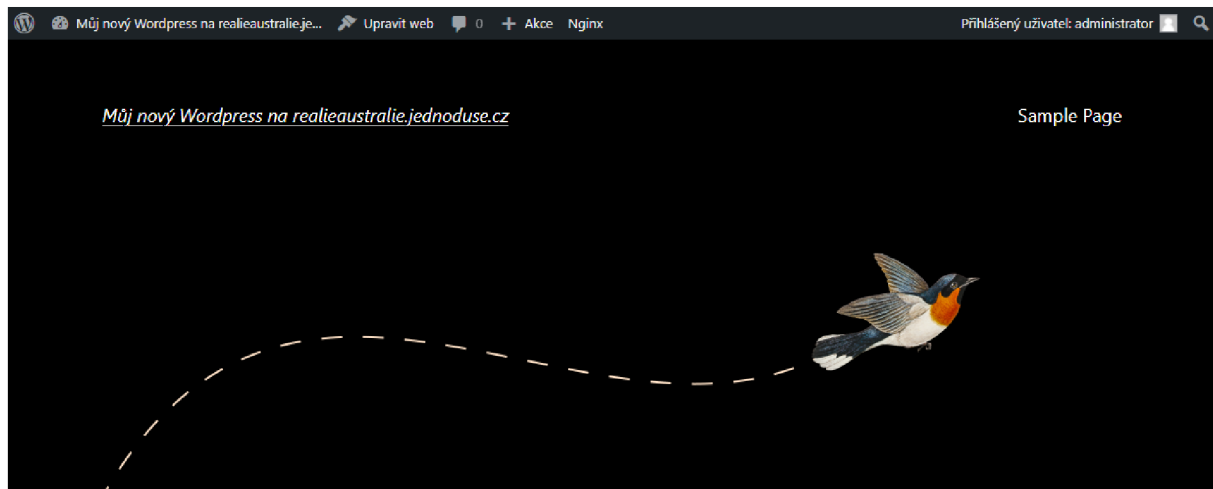 Můj nový Wordpress na realieaustralie.je... Upravit web 0 Akce Nginx Přihlášený uživatel: administrator
Můj nový Wordpress na realieaustralie.jednoduse.cz Sample Page